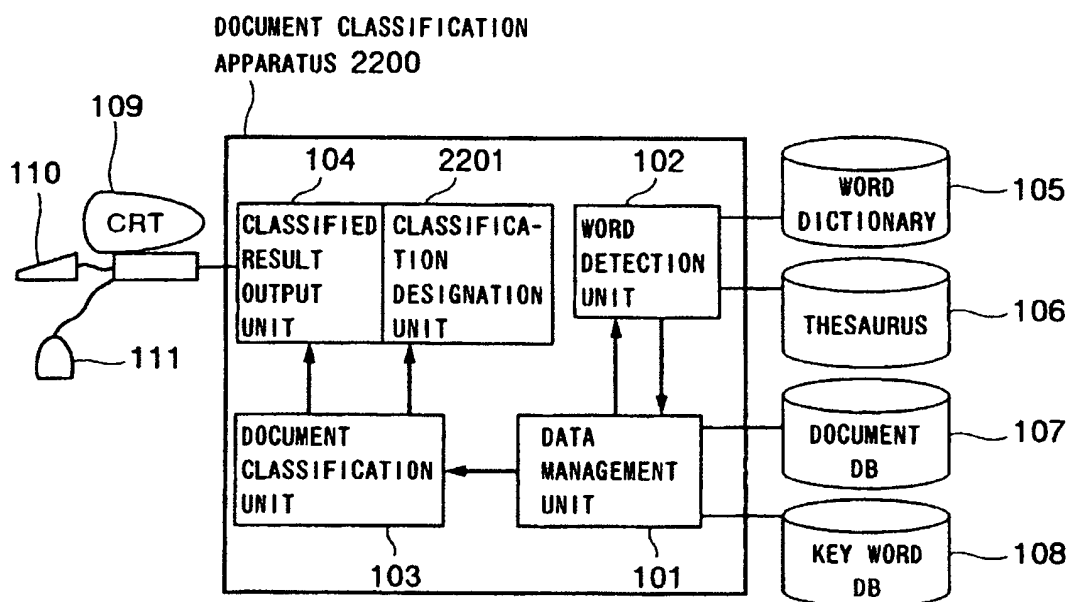 DOCUMENT CLASSIFICATION
APPARATUS 2200
109
110
CRT
111
104
2201
102
CLASSIFIED
RESULT
OUTPUT
UNIT
CLASSIFICA-
TION
DESIGNATION
UNIT
WORD
DETECTION
UNIT
WORD
DICTIONARY
105
THESAURUS
106
DOCUMENT
CLASSIFICATION
UNIT
103
DATA
MANAGEMENT
UNIT
101
DOCUMENT
DB
107
KEY WORD
DB
108